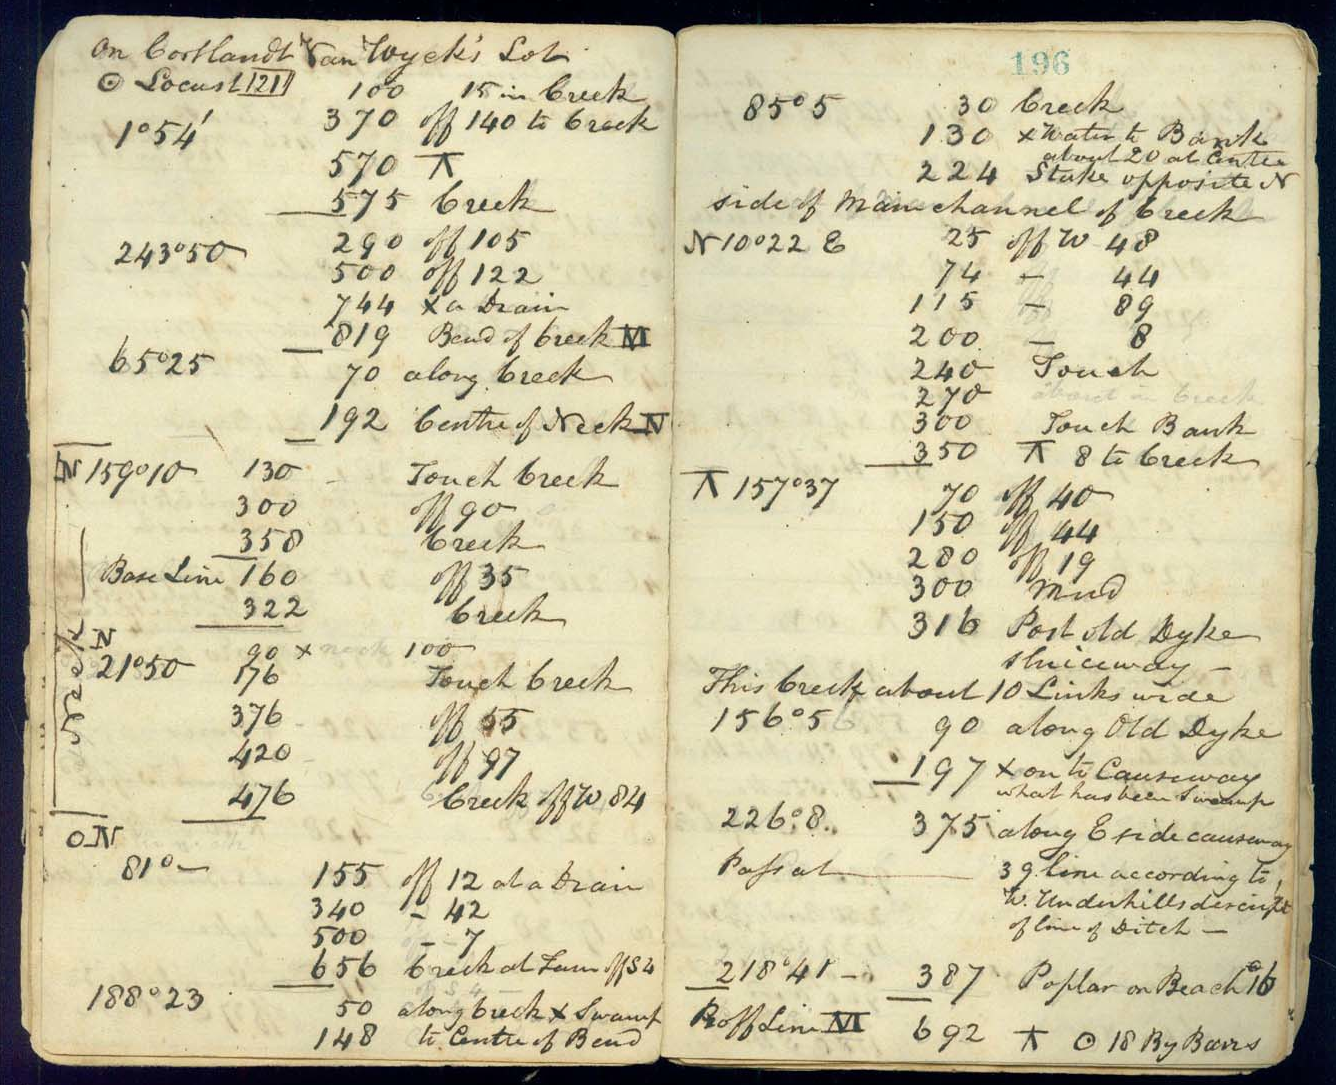 On Cortlandt Van Wyck's Lot
⊙ Locust 121
100 15 in Creek
1°54' 370 off 140 to Creek
570 ⊼
575 Creek
243°50 290 off 105
500 off 122
744 x a Drain
819 Bend of Creek M
65°25 70 along Creek
192 Centre of Neck N
N 159°10 130 Touch Creek
300 off 90
358 Creek
Base Line 160 off 35
322 Creek
Neck
N
90 x neck 100
21°50 176 Touch Creek
376 off 55
420 off 97
476 Creek off W 84
O N
81°- 155 off 12 at a Drain
340 - 42
500 - 7
656 Creek at Turn off S 4
188°23 50 along Creek x Swamp
148 to Centre of Bend
196
85°5 30 Creek
130 x Water to Bank
about 20 at Centre
224 Stake opposite N
side of Main channel of Creek
N 10°22 E 25 off W 48
74 - 44
115 - 89
200 - 8
240 Touch
270
300 Touch Bank
350 ⊼ 8 to Creek
⊼ 157°37 70 off 40
150 off 44
280 off 19
300 Mud
316 Post old Dyke
sluiceway -
This Creek about 10 Links wide
156°5 90 along Old Dyke
197 x on to Causeway
what has been Swamp
226°8 375 along E side causeway
Pass at 39 line according to
W. Underhills descript
of line of Ditch -
218°41 - 387 Poplar on Beach 16
Proff Line M 692 ⊼ ⊙ 18 By Bars